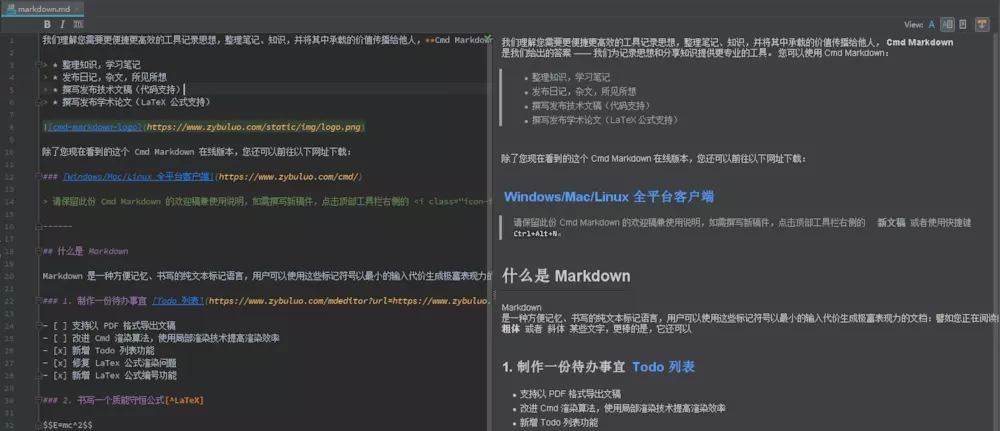 markdown.md
B I
View: A
我们理解您需要更便捷更高效的工具记录思想，整理笔记、知识，并将其中承载的价值传播给他人，**Cmd Markdown
> * 整理知识，学习笔记
> * 发布日记，杂文，所见所想
> * 撰写发布技术文稿（代码支持）
> * 撰写发布学术论文（LaTeX 公式支持）
![cmd-markdown-logo](https://www.zybuluo.com/static/img/logo.png)
除了您现在看到的这个 Cmd Markdown 在线版本，您还可以前往以下网址下载：
### [Windows/Mac/Linux 全平台客户端](https://www.zybuluo.com/cmd/)
> 请保留此份 Cmd Markdown 的欢迎稿兼使用说明，如需撰写新稿件，点击顶部工具栏右侧的 <i class="icon-f
------
## 什么是 Markdown
Markdown 是一种方便记忆、书写的纯文本标记语言，用户可以使用这些标记符号以最小的输入代价生成极富表现力的
### 1. 制作一份待办事宜 [Todo 列表](https://www.zybuluo.com/mdeditor?url=https://www.zybuluo.
- [ ] 支持以 PDF 格式导出文稿
- [ ] 改进 Cmd 渲染算法，使用局部渲染技术提高渲染效率
- [x] 新增 Todo 列表功能
- [x] 修复 LaTex 公式渲染问题
- [x] 新增 LaTex 公式编号功能
### 2. 书写一个质能守恒公式[^LaTeX]
$$E=mc^2$$
我们理解您需要更便捷更高效的工具记录思想，整理笔记、知识，并将其中承载的价值传播给他人， Cmd Markdown
是我们给出的答案 —— 我们为记录思想和分享知识提供更专业的工具。 您可以使用 Cmd Markdown：
• 整理知识，学习笔记
• 发布日记，杂文，所见所想
• 撰写发布技术文稿（代码支持）
• 撰写发布学术论文（LaTeX 公式支持）
除了您现在看到的这个 Cmd Markdown 在线版本，您还可以前往以下网址下载：
Windows/Mac/Linux 全平台客户端
请保留此份 Cmd Markdown 的欢迎稿兼使用说明，如需撰写新稿件，点击顶部工具栏右侧的 新文稿 或者使用快捷键
Ctrl+Alt+N。
什么是 Markdown
Markdown
是一种方便记忆、书写的纯文本标记语言，用户可以使用这些标记符号以最小的输入代价生成极富表现力的文档：譬如您正在阅读的
粗体 或者 斜体 某些文字，更棒的是，它还可以
1. 制作一份待办事宜 Todo 列表
• 支持以 PDF 格式导出文稿
• 改进 Cmd 渲染算法，使用局部渲染技术提高渲染效率
• 新增 Todo 列表功能